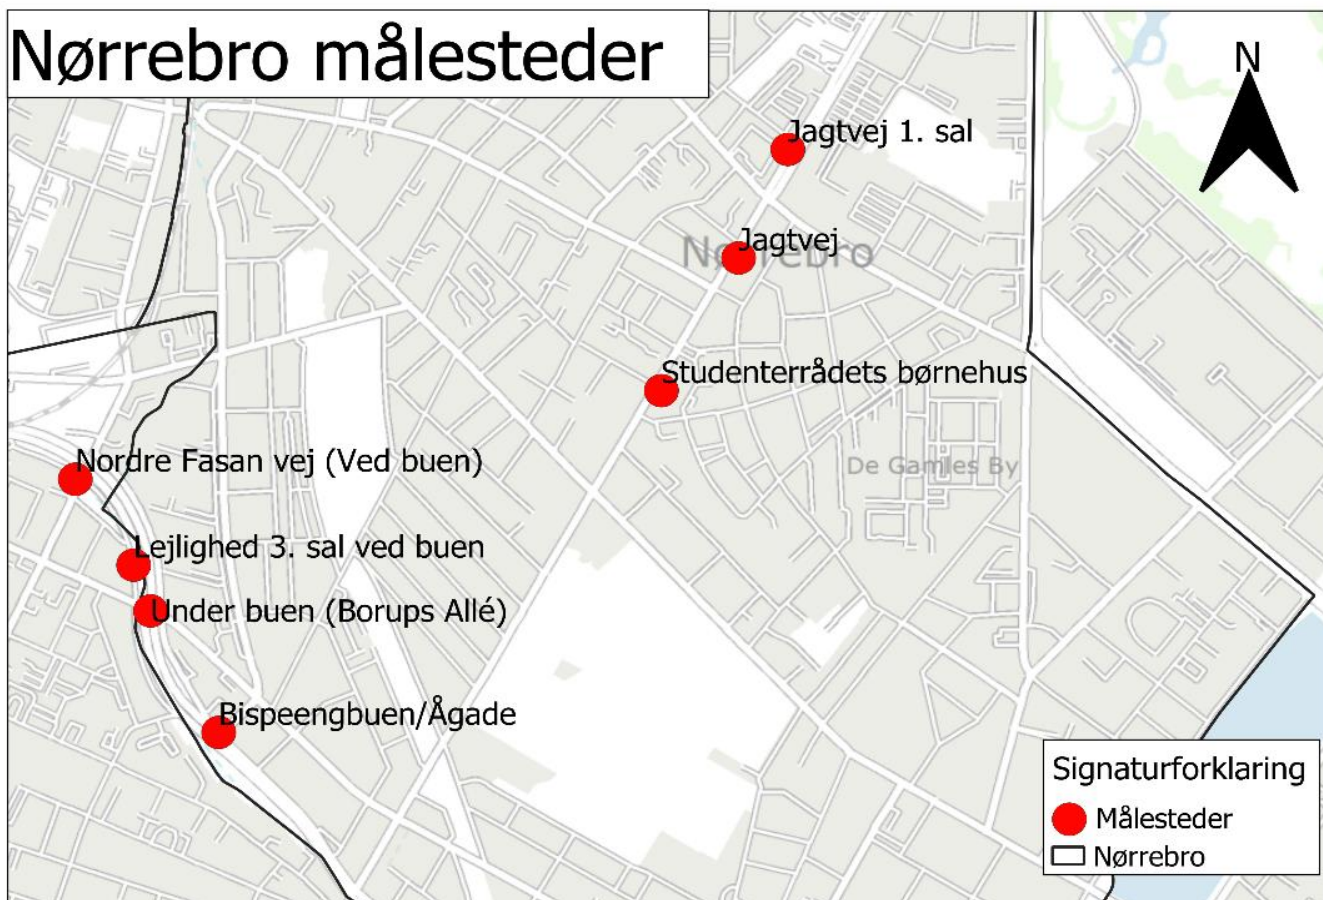 Nørrebro målesteder
N
Jagtvej 1. sal
Jagtvej
Nørrebro
Studenterrådets børnehus
Nordre Fasan vej (Ved buen)
De Gamles By
Lejlighed 3. sal ved buen
Under buen (Borups Allé)
Bispeengbuen/Ågade
Signaturforklaring
Målesteder
Nørrebro